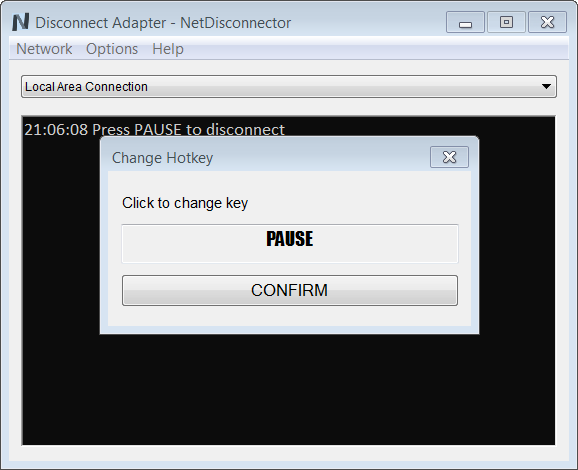 Disconnect Adapter - NetDisconnector
Network Options Help
Local Area Connection
21:06:08 Press PAUSE to disconnect
Change Hotkey
Click to change key
PAUSE
CONFIRM